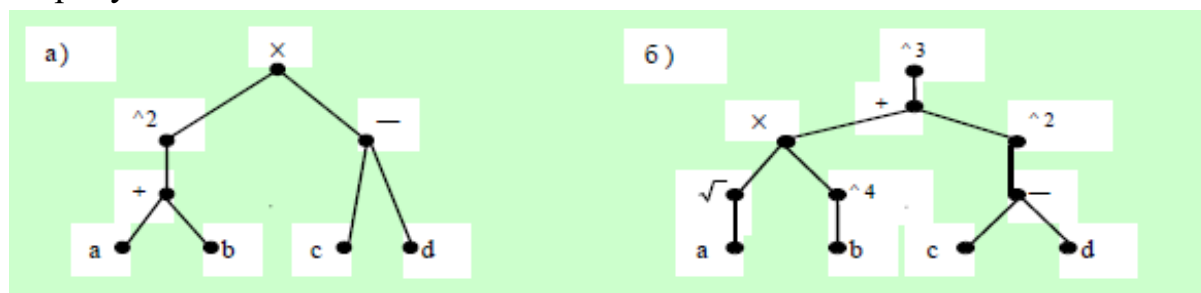 а)
×
^2
—
+
a
b
c
d
б)
^3
+
×
^2
√
^4
—
a
b
c
d